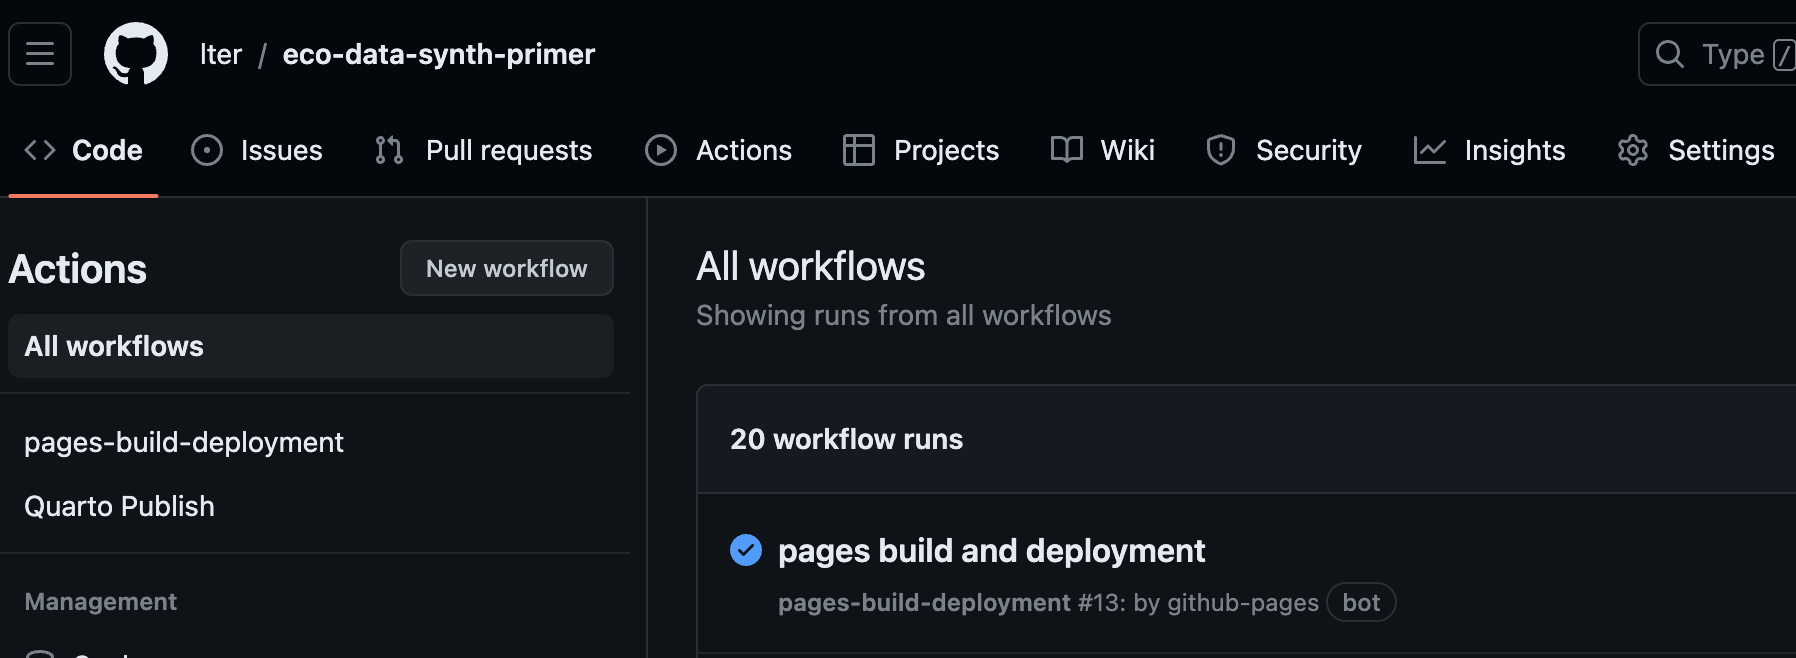 lter / eco-data-synth-primer
Type /
Code Issues Pull requests Actions Projects Wiki Security Insights Settings
Actions
New workflow
All workflows
pages-build-deployment
Quarto Publish
Management
All workflows
Showing runs from all workflows
20 workflow runs
pages build and deployment
pages-build-deployment #13: by github-pages bot